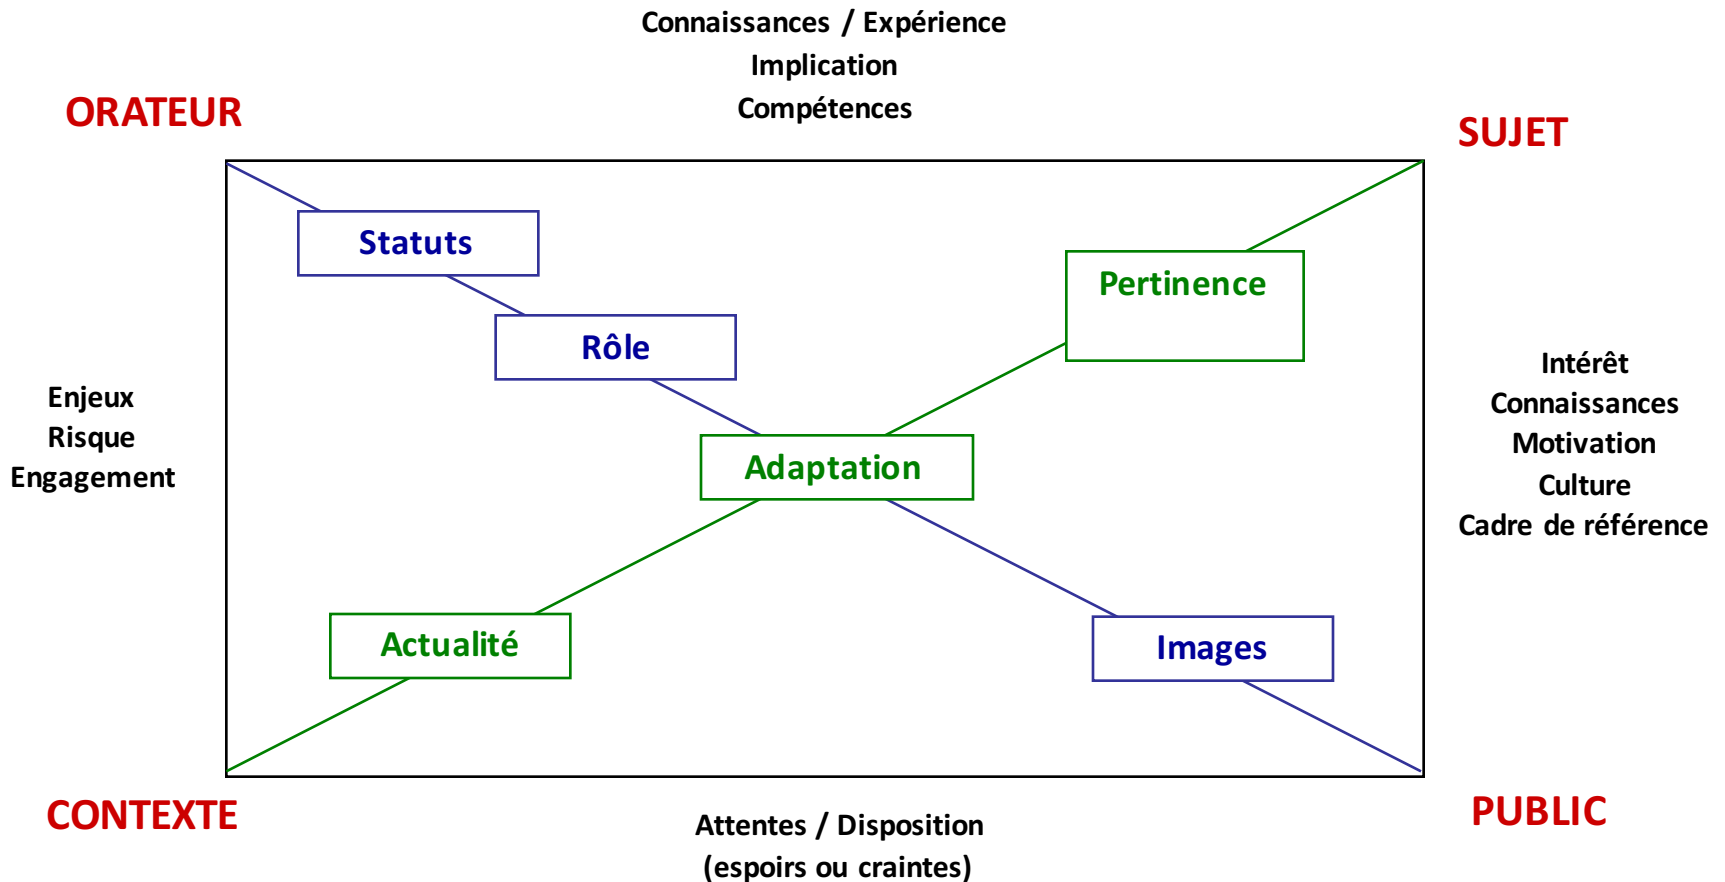 Connaissances / Expérience
Implication
Compétences
ORATEUR
SUJET
Statuts
Pertinence
Rôle
Enjeux
Risque
Engagement
Intérêt
Connaissances
Motivation
Culture
Cadre de référence
Adaptation
Actualité
Images
CONTEXTE
PUBLIC
Attentes / Disposition
(espoirs ou craintes)